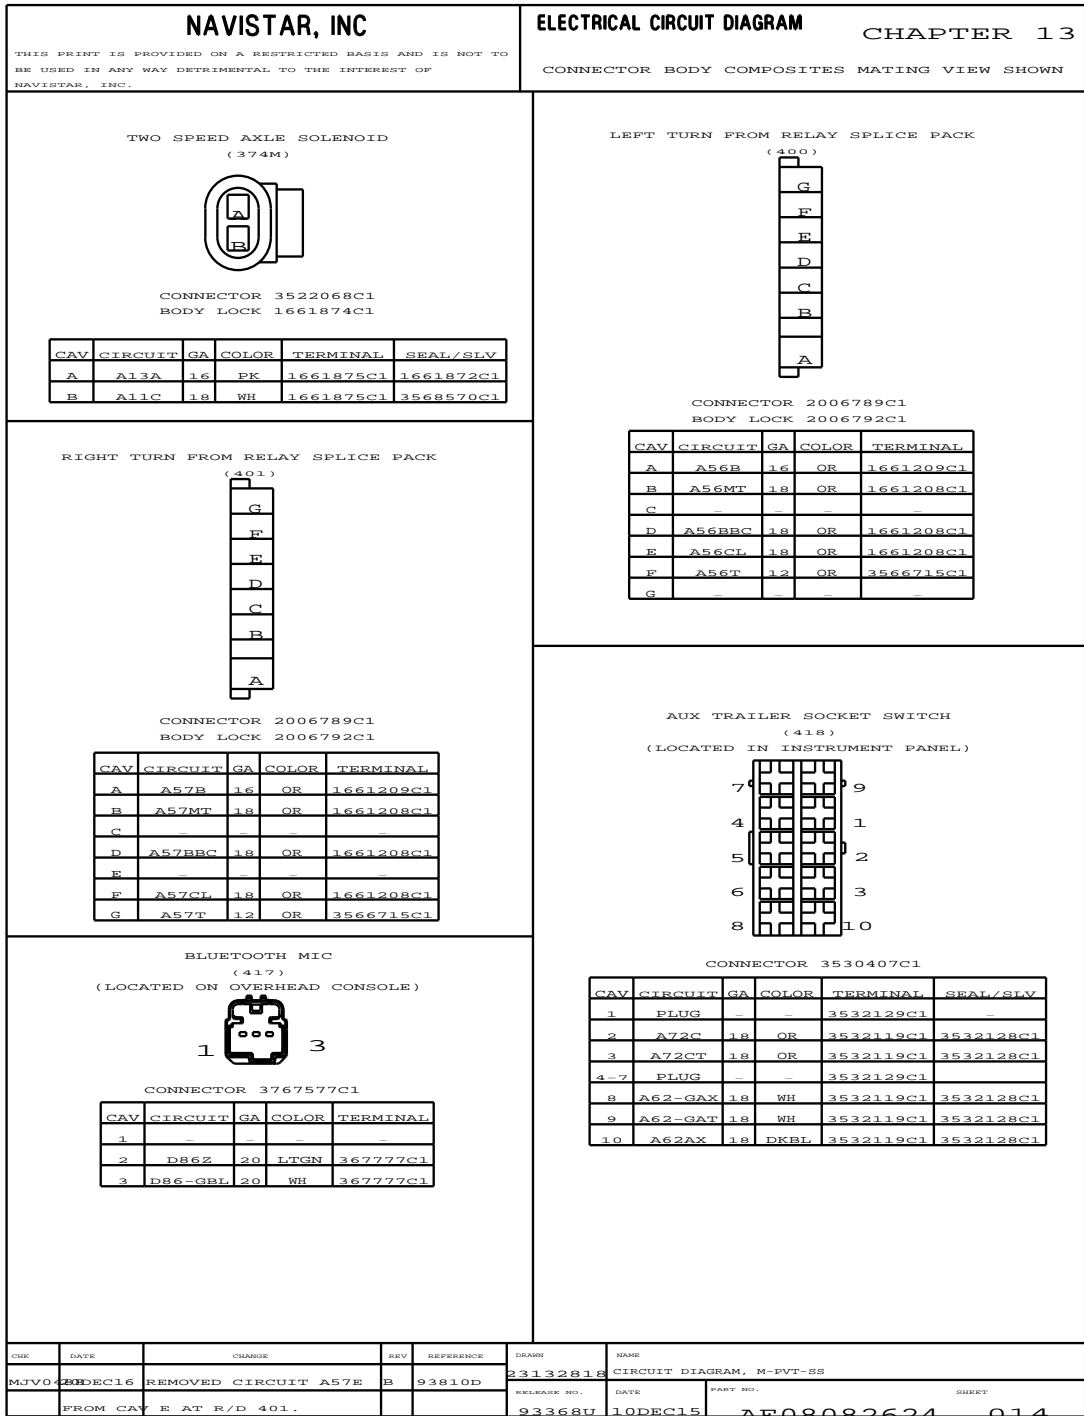 NAVISTAR, INC
THIS PRINT IS PROVIDED ON A RESTRICTED BASIS AND IS NOT TO
BE USED IN ANY WAY DETRIMENTAL TO THE INTEREST OF
NAVISTAR, INC.
ELECTRICAL CIRCUIT DIAGRAM
CHAPTER 13
CONNECTOR BODY COMPOSITES MATING VIEW SHOWN
TWO SPEED AXLE SOLENOID
(374M)
A
B
CONNECTOR 3522068C1
BODY LOCK 1661874C1
CAV CIRCUIT GA COLOR TERMINAL SEAL/SLV
A A13A 16 PK 1661875C1 1661872C1
B A11C 18 WH 1661875C1 3568570C1
RIGHT TURN FROM RELAY SPLICE PACK
(401)
G
F
E
D
C
B
A
CONNECTOR 2006789C1
BODY LOCK 2006792C1
CAV CIRCUIT GA COLOR TERMINAL
A A57B 16 OR 1661209C1
B A57MT 18 OR 1661208C1
C - - - -
D A57BBC 18 OR 1661208C1
E - - - -
F A57CL 18 OR 1661208C1
G A57T 12 OR 3566715C1
BLUETOOTH MIC
(417)
(LOCATED ON OVERHEAD CONSOLE)
1 3
CONNECTOR 3767577C1
CAV CIRCUIT GA COLOR TERMINAL
1 - - - -
2 D86Z 20 LTGN 367777C1
3 D86-GBL 20 WH 367777C1
LEFT TURN FROM RELAY SPLICE PACK
(400)
G
F
E
D
C
B
A
CONNECTOR 2006789C1
BODY LOCK 2006792C1
CAV CIRCUIT GA COLOR TERMINAL
A A56B 16 OR 1661209C1
B A56MT 18 OR 1661208C1
C - - - -
D A56BBC 18 OR 1661208C1
E A56CL 18 OR 1661208C1
F A56T 12 OR 3566715C1
G - - - -
AUX TRAILER SOCKET SWITCH
(418)
(LOCATED IN INSTRUMENT PANEL)
7 9
4 1
5 2
6 3
8 10
CONNECTOR 3530407C1
CAV CIRCUIT GA COLOR TERMINAL SEAL/SLV
1 PLUG - - 3532129C1 -
2 A72C 18 OR 3532119C1 3532128C1
3 A72CT 18 OR 3532119C1 3532128C1
4-7 PLUG - - 3532129C1
8 A62-GAX 18 WH 3532119C1 3532128C1
9 A62-GAT 18 WH 3532119C1 3532128C1
10 A62AX 18 DKBL 3532119C1 3532128C1
CHK DATE CHANGE REV REFERENCE
REMOVED CIRCUIT A57E B 93810D
FROM CAV E AT R/D 401.
DRAWN NAME
23132818 CIRCUIT DIAGRAM, M-PVT-SS
RELEASE NO. DATE PART NO. SHEET
93368U 10DEC15 AF08082624 014